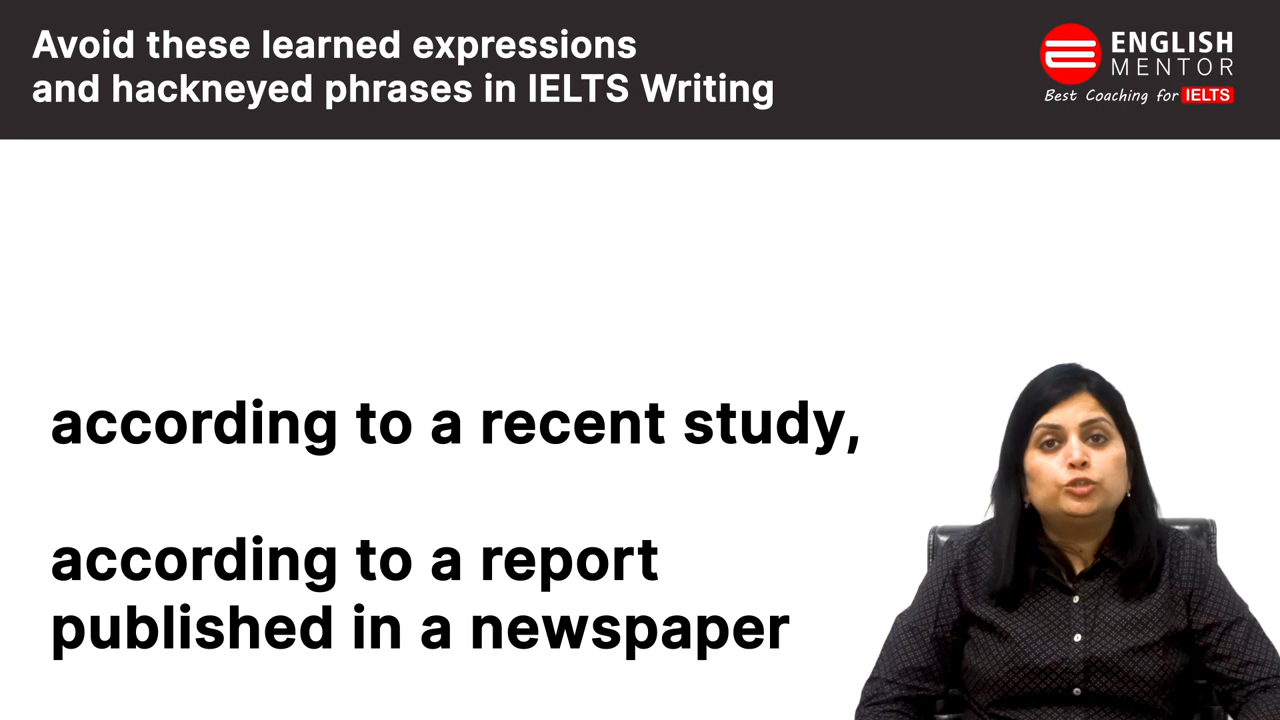 Avoid these learned expressions
and hackneyed phrases in IELTS Writing
ENGLISH
MENTOR
Best Coaching for IELTS
according to a recent study,
according to a report
published in a newspaper